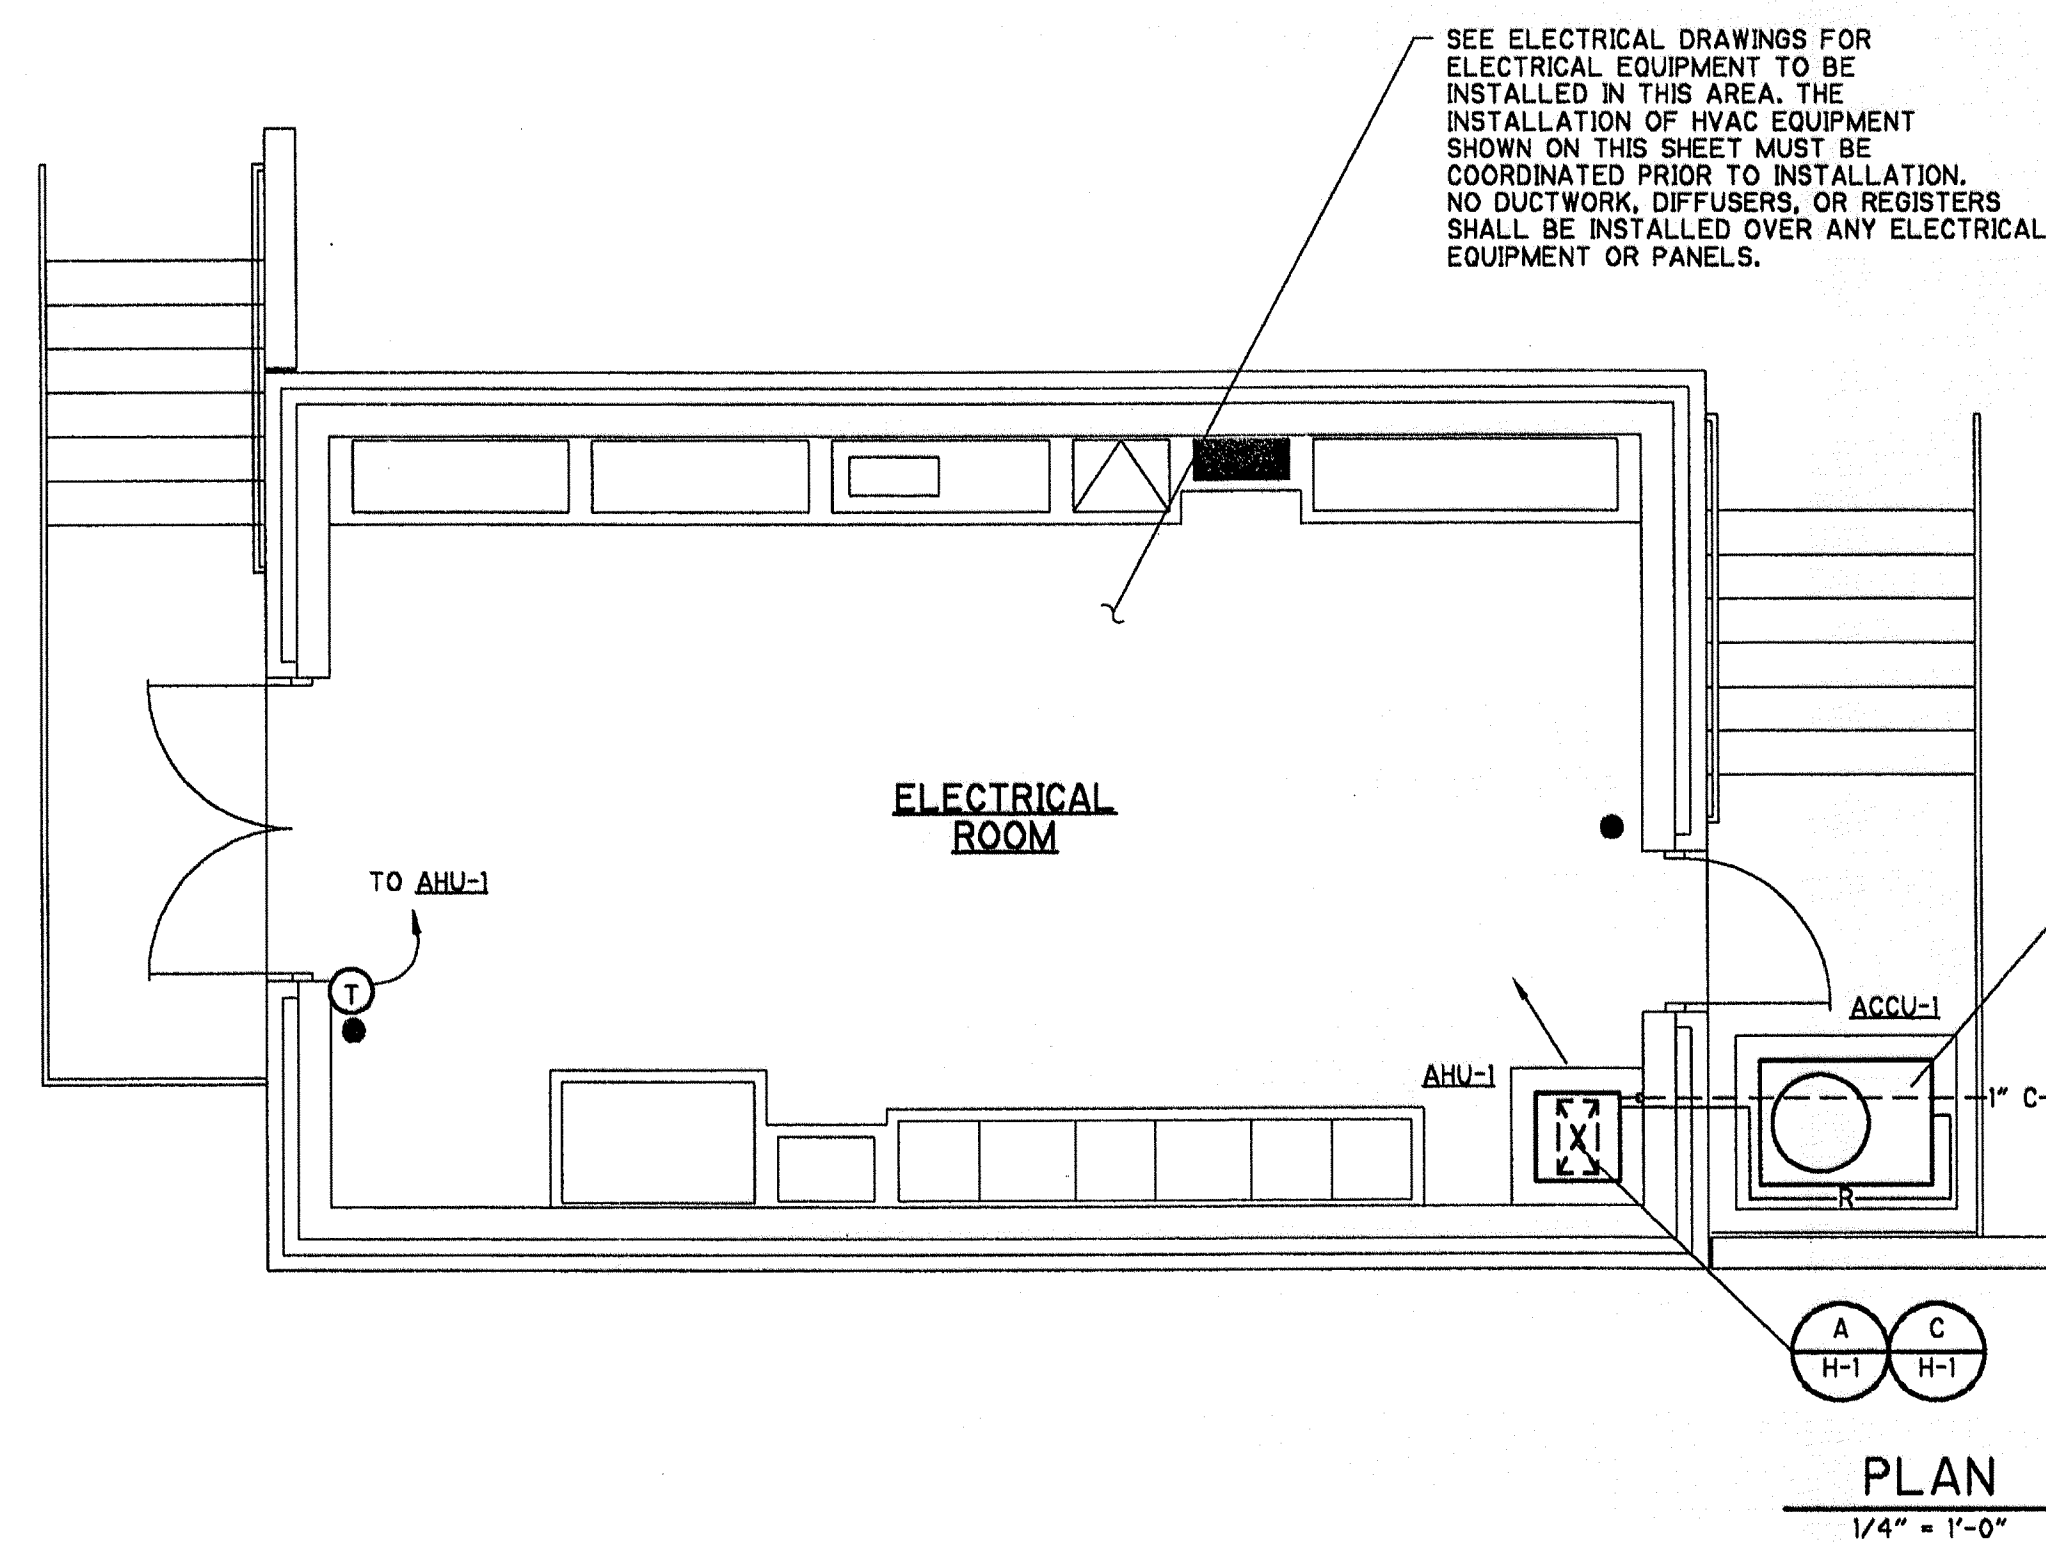 SEE ELECTRICAL DRAWINGS FOR
ELECTRICAL EQUIPMENT TO BE
INSTALLED IN THIS AREA. THE
INSTALLATION OF HVAC EQUIPMENT
SHOWN ON THIS SHEET MUST BE
COORDINATED PRIOR TO INSTALLATION.
NO DUCTWORK, DIFFUSERS, OR REGISTERS
SHALL BE INSTALLED OVER ANY ELECTRICAL
EQUIPMENT OR PANELS.
ELECTRICAL
ROOM
TO AHU-1
T
ACCU-1
AHU-1
1" C
R
A
H-1
C
H-1
PLAN
1/4" = 1'-0"